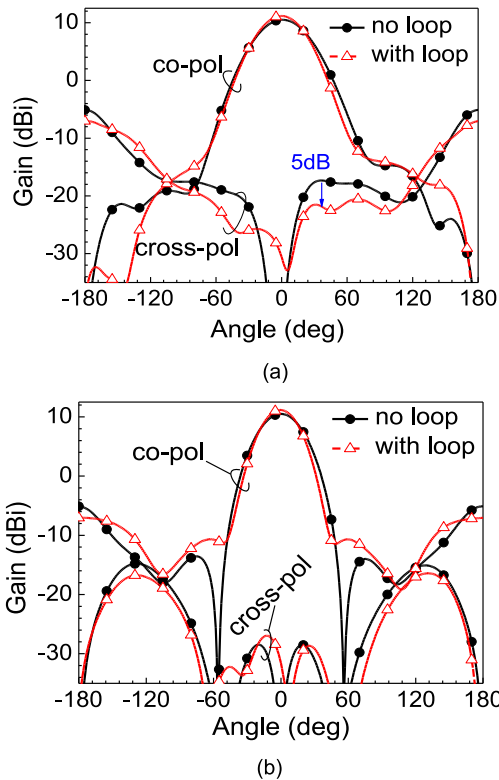 10
0
-10
-20
-30
Gain (dBi)
co-pol
no loop
with loop
5dB
cross-pol
-180 -120 -60 0 60 120 180
Angle (deg)
(a)
10
0
-10
-20
-30
Gain (dBi)
co-pol
no loop
with loop
cross-pol
-180 -120 -60 0 60 120 180
Angle (deg)
(b)